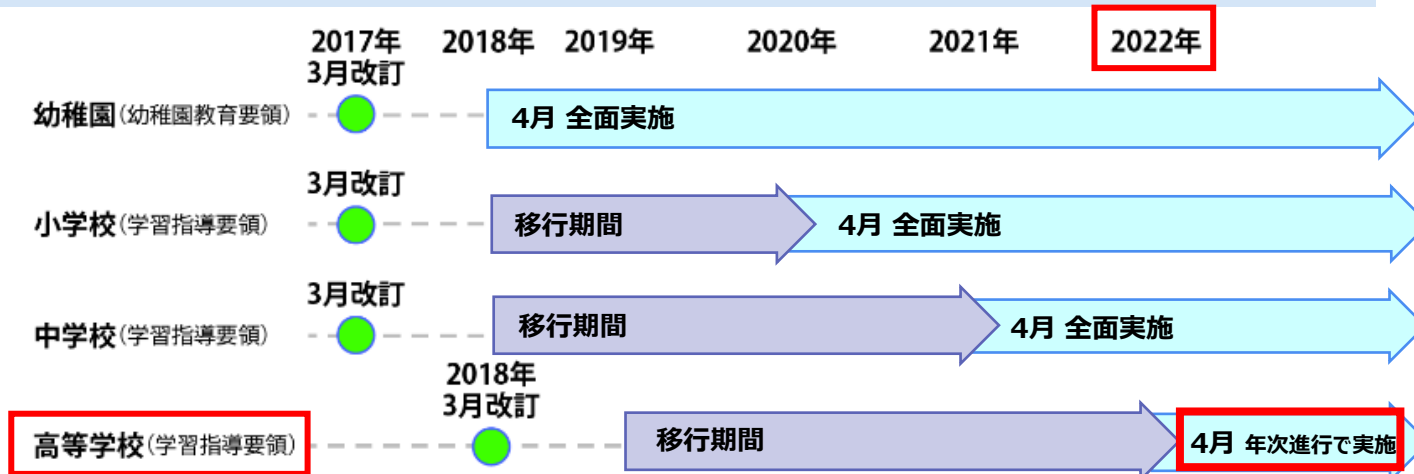 2017年 2018年 2019年 2020年 2021年 2022年
3月改訂
幼稚園(幼稚園教育要領) 4月 全面実施
3月改訂
小学校(学習指導要領) 移行期間 4月 全面実施
3月改訂
中学校(学習指導要領) 移行期間 4月 全面実施
2018年
3月改訂
高等学校(学習指導要領) 移行期間 4月 年次進行で実施